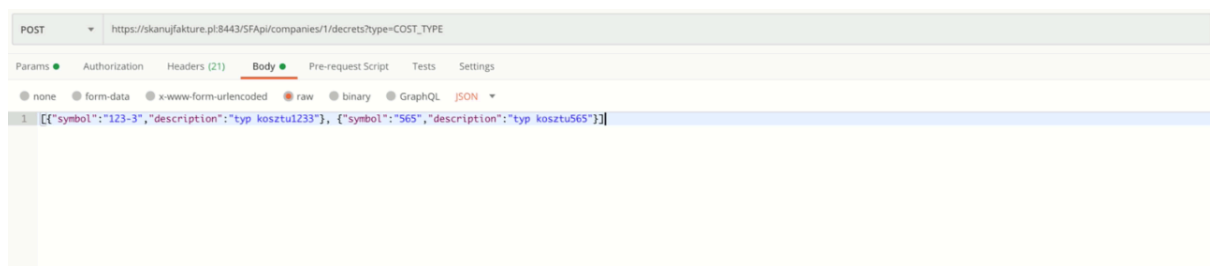 POST https://skanujfakture.pl:8443/SFApi/companies/1/decrets?type=COST_TYPE
Params Authorization Headers (21) Body Pre-request Script Tests Settings
none form-data x-www-form-urlencoded raw binary GraphQL JSON
1 [{"symbol":"123-3","description":"typ kosztu1233"}, {"symbol":"565","description":"typ kosztu565"}]